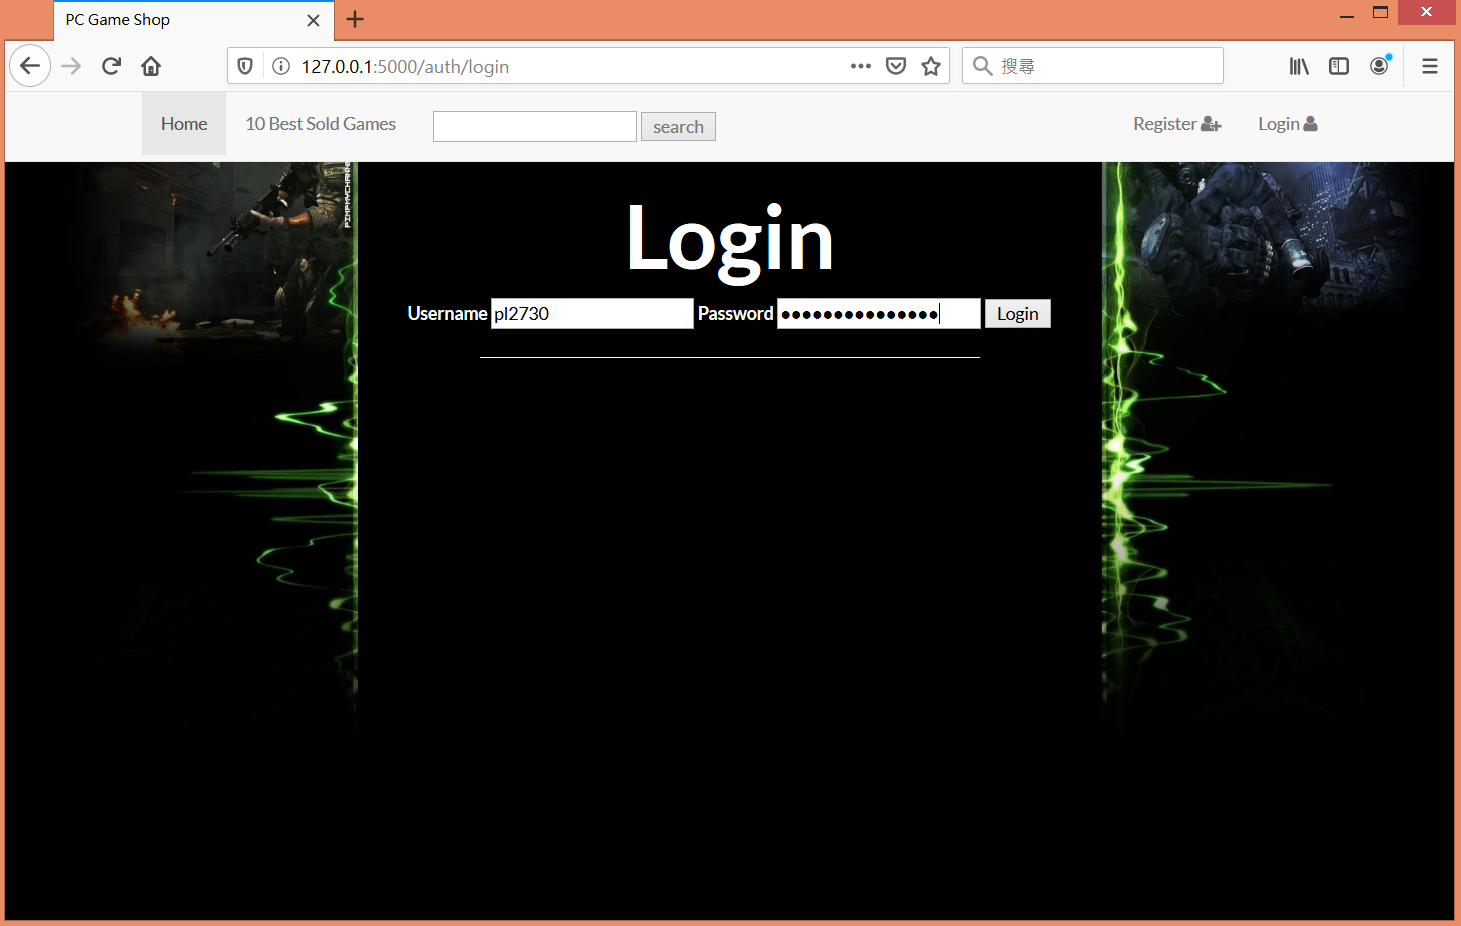 PC Game Shop
127.0.0.1:5000/auth/login
搜尋
Home 10 Best Sold Games search Register Login
PIMPMYCHANN
Login
Username pl2730 Password ●●●●●●●●●●●●●●● Login